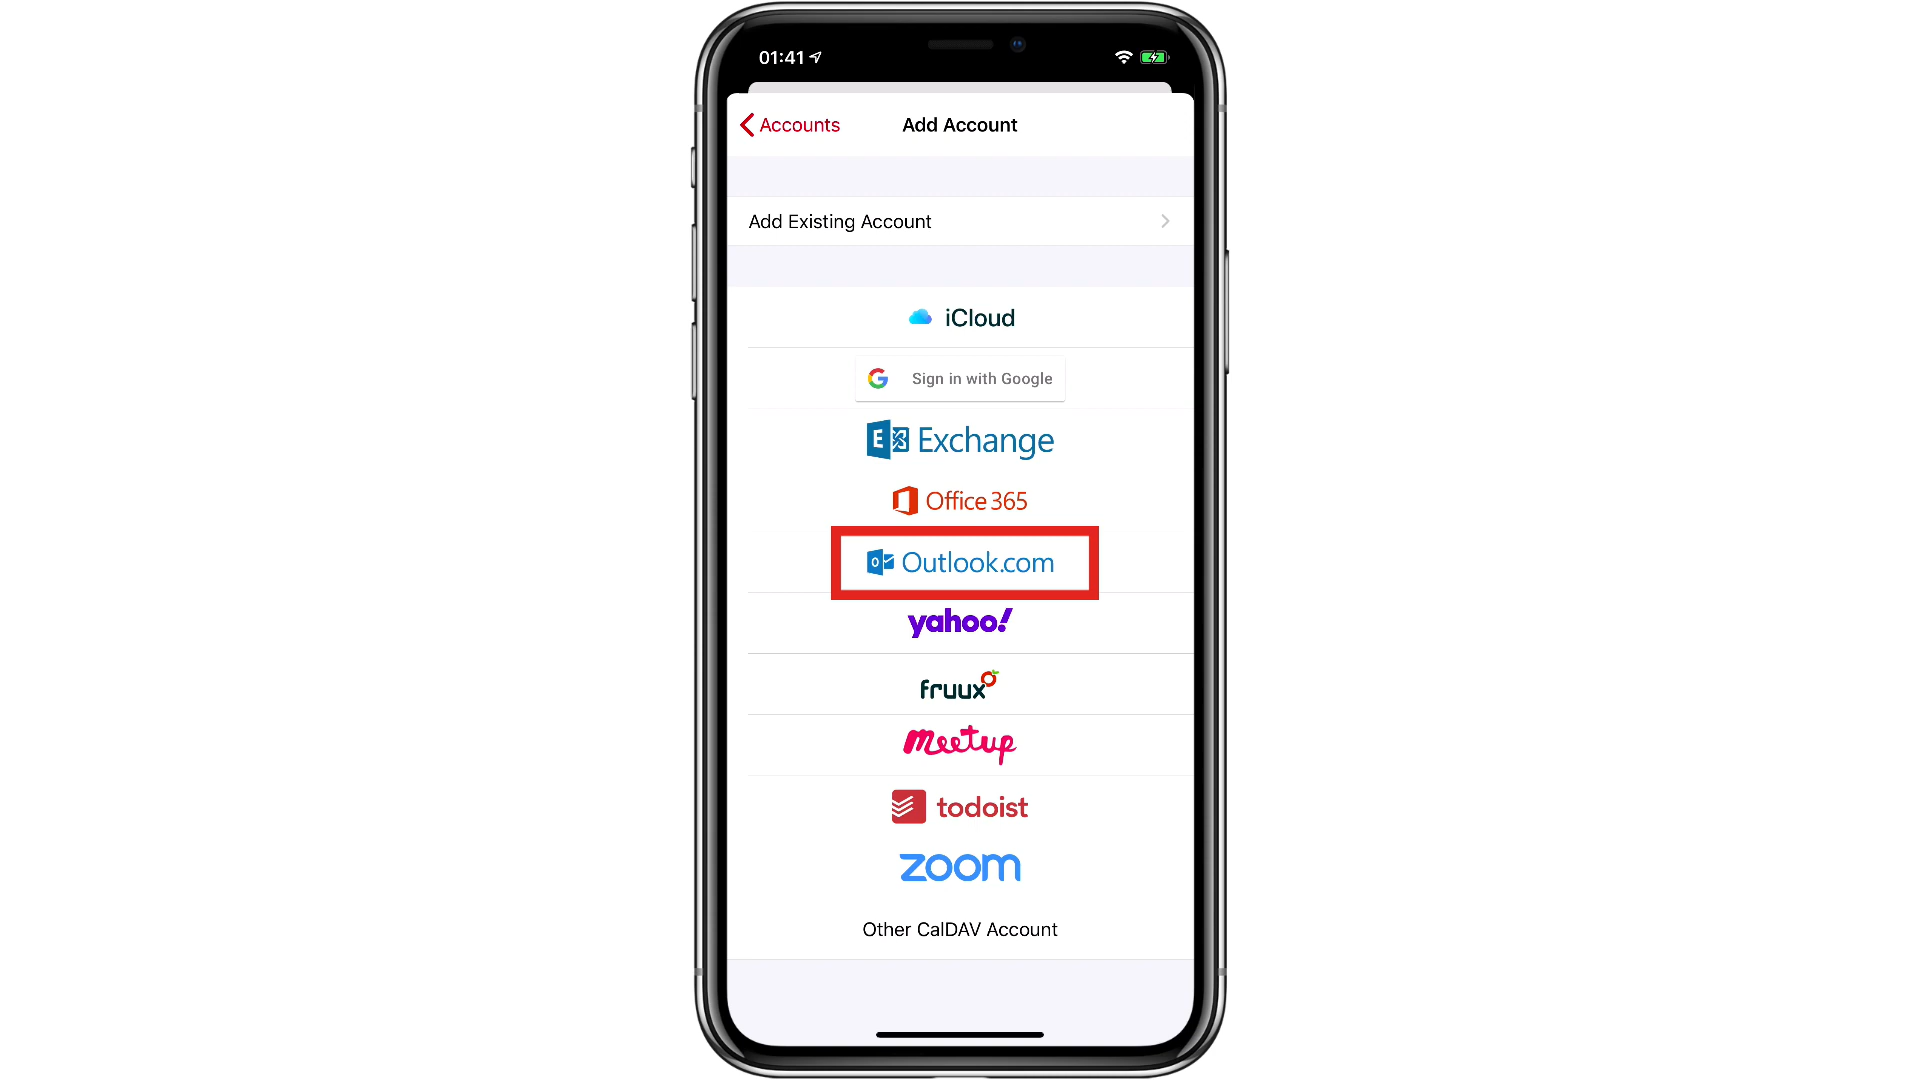 01:41
Accounts
Add Account
Add Existing Account
iCloud
Sign in with Google
E Exchange
Office 365
o Outlook.com
yahoo!
fruux
meetup
todoist
zoom
Other CalDAV Account